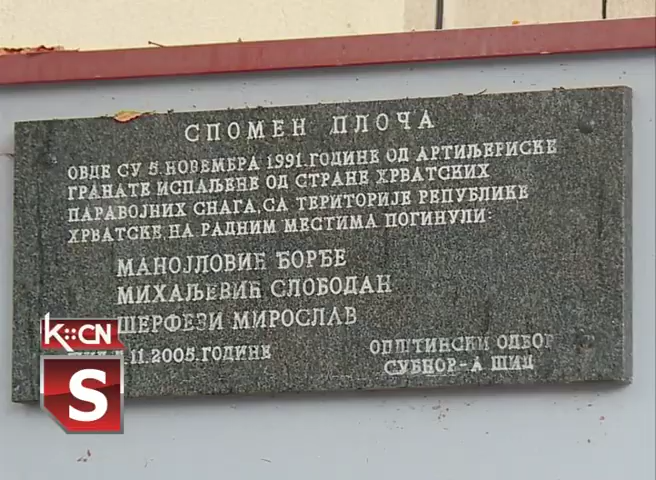 СПОМЕН ПЛОЧА
ОВДЕ СУ 5. НОВЕМБРА 1991. ГОДИНЕ ОД АРТИЉЕРИСКЕ
ГРАНАТЕ ИСПАЉЕНЕ ОД СТРАНЕ ХРВАТСКИХ
ПАРАВОЈНИХ СНАГА, СА ТЕРИТОРИЈЕ РЕПУБЛИКЕ
ХРВАТСКЕ, НА РАДНИМ МЕСТИМА ПОГИНУЛИ:
МАНОЈЛОВИЋ ЂОРЂЕ
МИХАЉЕВИЋ СЛОБОДАН
ШЕРФЕЗИ МИРОСЛАВ
.11.2005. ГОДИНЕ
ОПШТИНСКИ ОДБОР
СУБНОР-А ШИД
K::CN
S